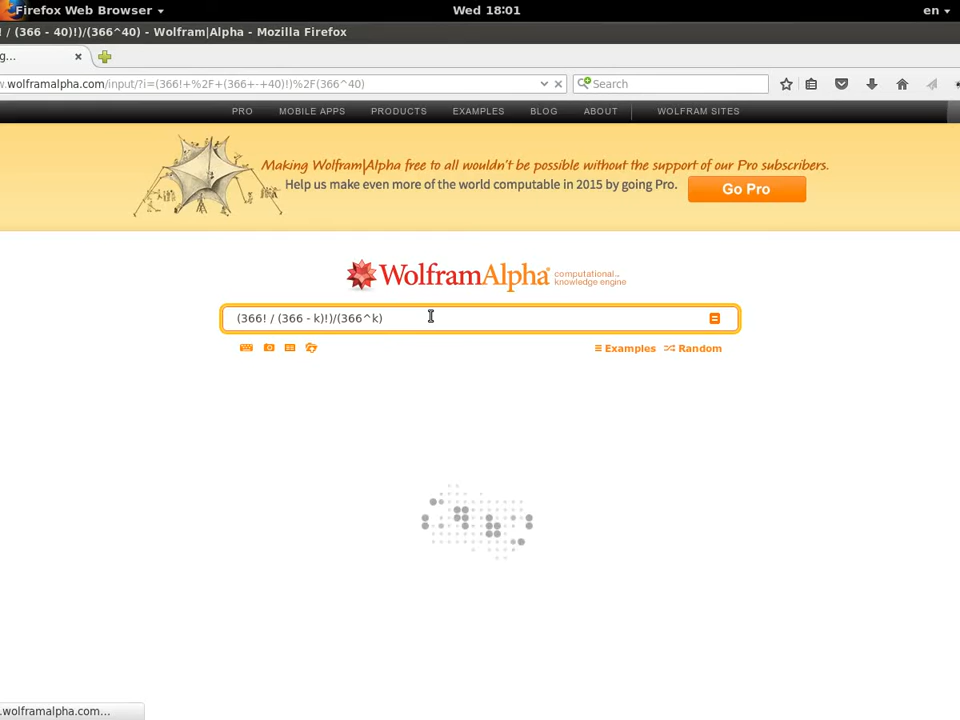 Firefox Web Browser
Wed 18:01
en
! / (366 - 40)!)/(366^40) - Wolfram|Alpha - Mozilla Firefox
g...
w.wolframalpha.com/input/?i=(366!+%2F+(366+-+40)!)%2F(366^40)
Search
PRO
MOBILE APPS
PRODUCTS
EXAMPLES
BLOG
ABOUT
WOLFRAM SITES
Making Wolfram|Alpha free to all wouldn't be possible without the support of our Pro subscribers.
Help us make even more of the world computable in 2015 by going Pro.
Go Pro
WolframAlpha
computational...
knowledge engine
(366! / (366 - k)!)/(366^k)
Examples
Random
.wolframalpha.com...